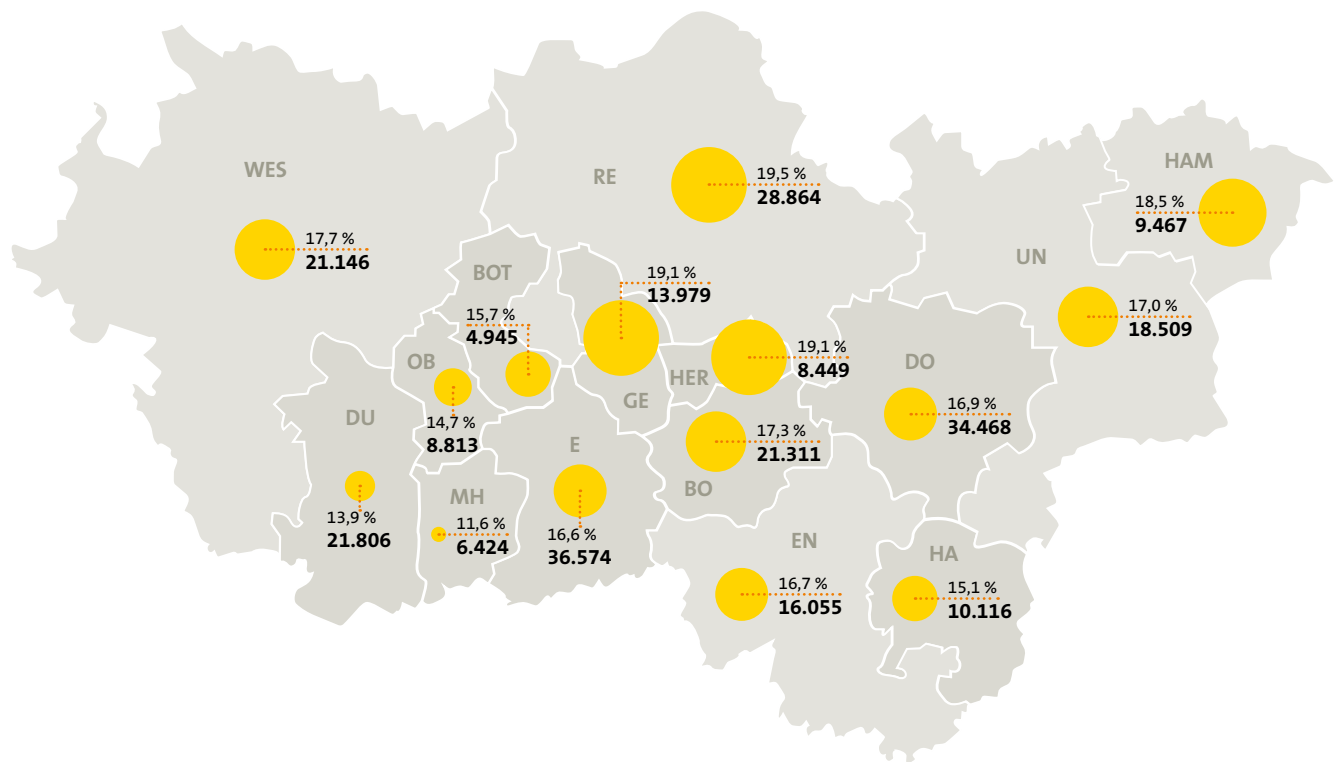 WES
17,7 %
21.146
RE
19,5 %
28.864
HAM
18,5 %
9.467
UN
17,0 %
18.509
BOT
15,7 %
4.945
19,1 %
13.979
GE
HER
19,1 %
8.449
OB
14,7 %
8.813
DO
16,9 %
34.468
DU
13,9 %
21.806
MH
11,6 %
6.424
E
16,6 %
36.574
BO
17,3 %
21.311
EN
16,7 %
16.055
HA
15,1 %
10.116